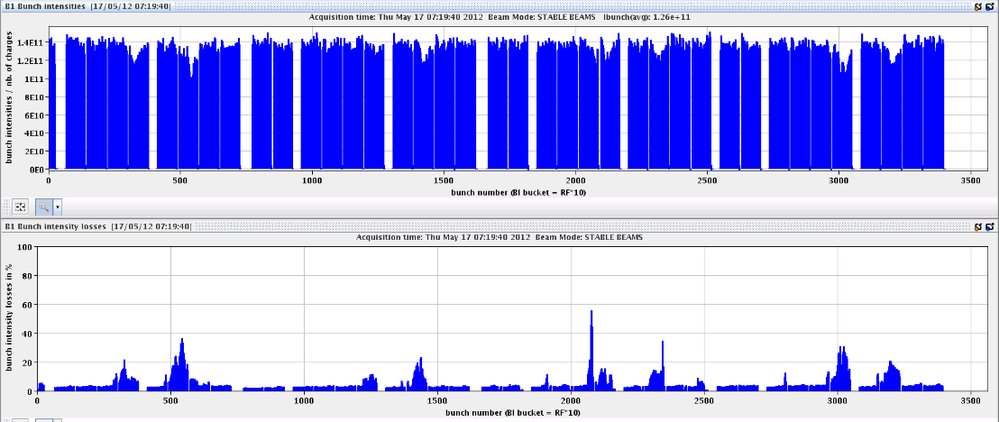 B1 Bunch intensities [17/05/12 07:19:40]
Acquisition time: Thu May 17 07:19:40 2012 Beam Mode: STABLE BEAMS Ibunch(avg): 1.26e+11
bunch intensities / nb. of charges
1.4E11
1.2E11
1E11
8E10
6E10
4E10
2E10
0E0
0 500 1000 1500 2000 2500 3000 3500
bunch number (BI bucket = RF*10)
B1 Bunch intensity losses [17/05/12 07:19:40]
Acquisition time: Thu May 17 07:19:40 2012 Beam Mode: STABLE BEAMS
bunch intensity losses in %
100
80
60
40
20
0
0 500 1000 1500 2000 2500 3000 3500
bunch number (BI bucket = RF*10)